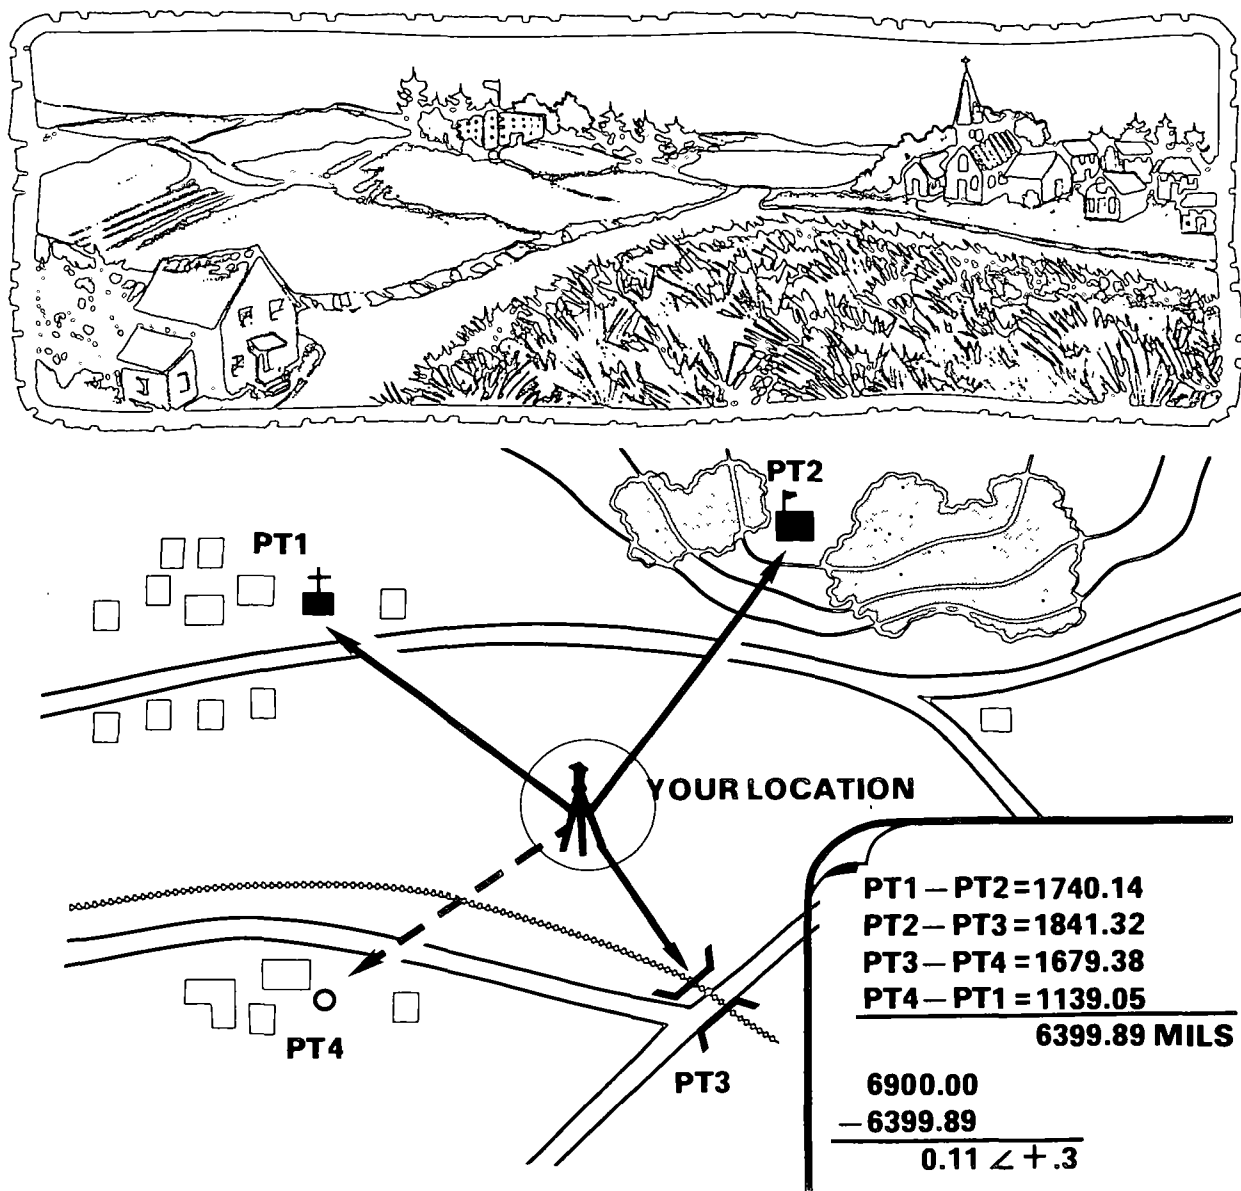 PT2
PT1
YOUR LOCATION
PT1—PT2=1740.14
PT2—PT3=1841.32
PT3—PT4=1679.38
PT4—PT1=1139.05
6399.89 MILS
PT4
PT3
6900.00
—6399.89
0.11 ∠ + .3